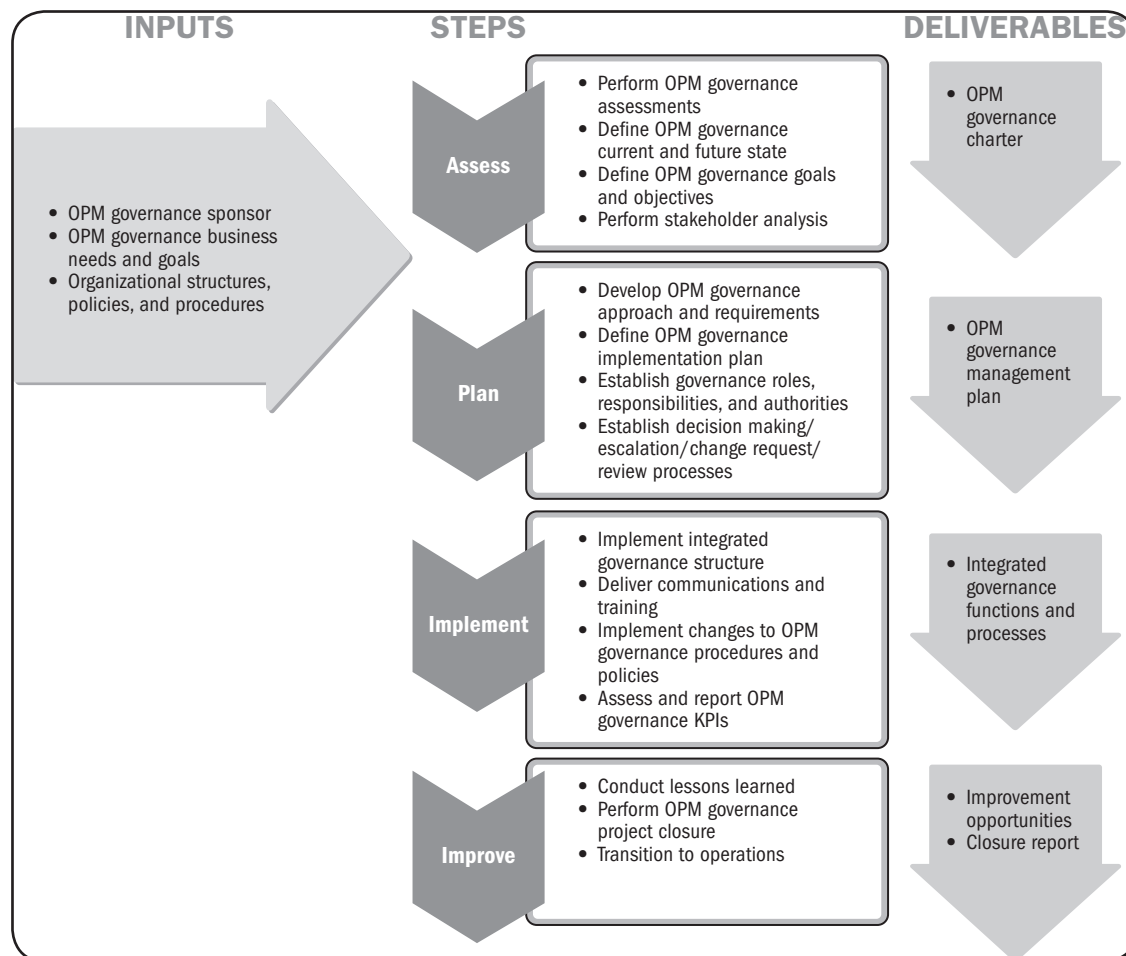 INPUTS
STEPS
DELIVERABLES
• OPM governance sponsor
• OPM governance business
needs and goals
• Organizational structures,
policies, and procedures
Assess
• Perform OPM governance
assessments
• Define OPM governance
current and future state
• Define OPM governance goals
and objectives
• Perform stakeholder analysis
• OPM
governance
charter
Plan
• Develop OPM governance
approach and requirements
• Define OPM governance
implementation plan
• Establish governance roles,
responsibilities, and authorities
• Establish decision making/
escalation/change request/
review processes
• OPM
governance
management
plan
Implement
• Implement integrated
governance structure
• Deliver communications and
training
• Implement changes to OPM
governance procedures and
policies
• Assess and report OPM
governance KPIs
• Integrated
governance
functions and
processes
Improve
• Conduct lessons learned
• Perform OPM governance
project closure
• Transition to operations
• Improvement
opportunities
• Closure report